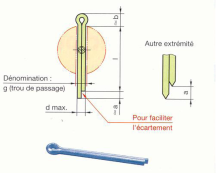 ≈b
Autre extrémité
l
Dénomination :
g (trou de passage)
a
d max.
≈a
Pour faciliter
l'écartement